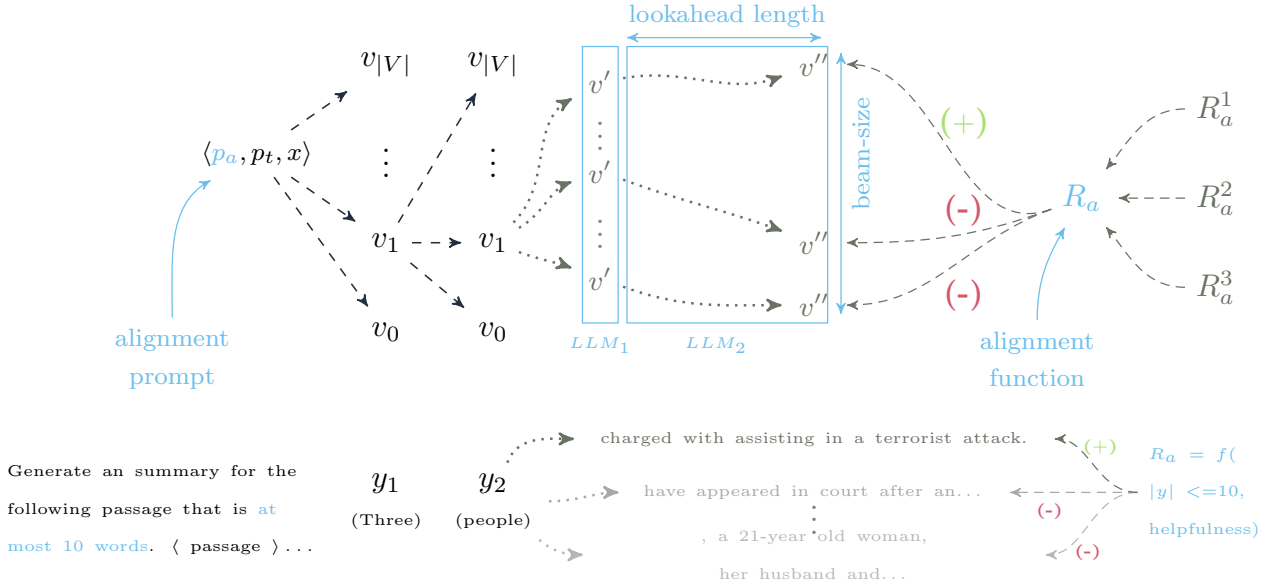 lookahead length
v|V| v|V| v′ v″
⟨pₐ, pₜ, x⟩ ⋮ ⋮ ⋮ beam-size (+) Rₐ¹
v′ (-) Rₐ Rₐ²
v₁ v₁ ⋮ v″
v′ (-) Rₐ³
v₀ v₀ v″
alignment LLM₁ LLM₂ alignment
prompt function
charged with assisting in a terrorist attack. (+)
Generate an summary for the
following passage that is at
most 10 words. ⟨ passage ⟩...
y₁ y₂
(Three) (people)
have appeared in court after an...
(-)
⋮
, a 21-year old woman,
her husband and...
(-)
Rₐ = f(
|y| <=10,
helpfulness)